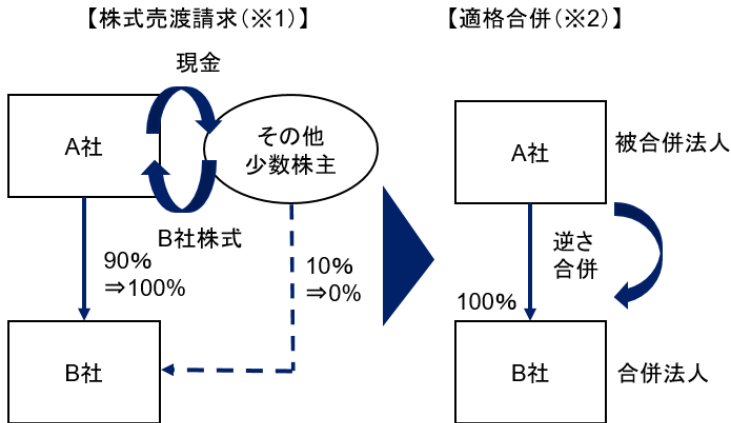 【株式売渡請求(※1)】
【適格合併(※2)】
現金
A社
その他
少数株主
B社株式
90%
⇒100%
10%
⇒0%
B社
A社
被合併法人
逆さ
合併
100%
B社
合併法人